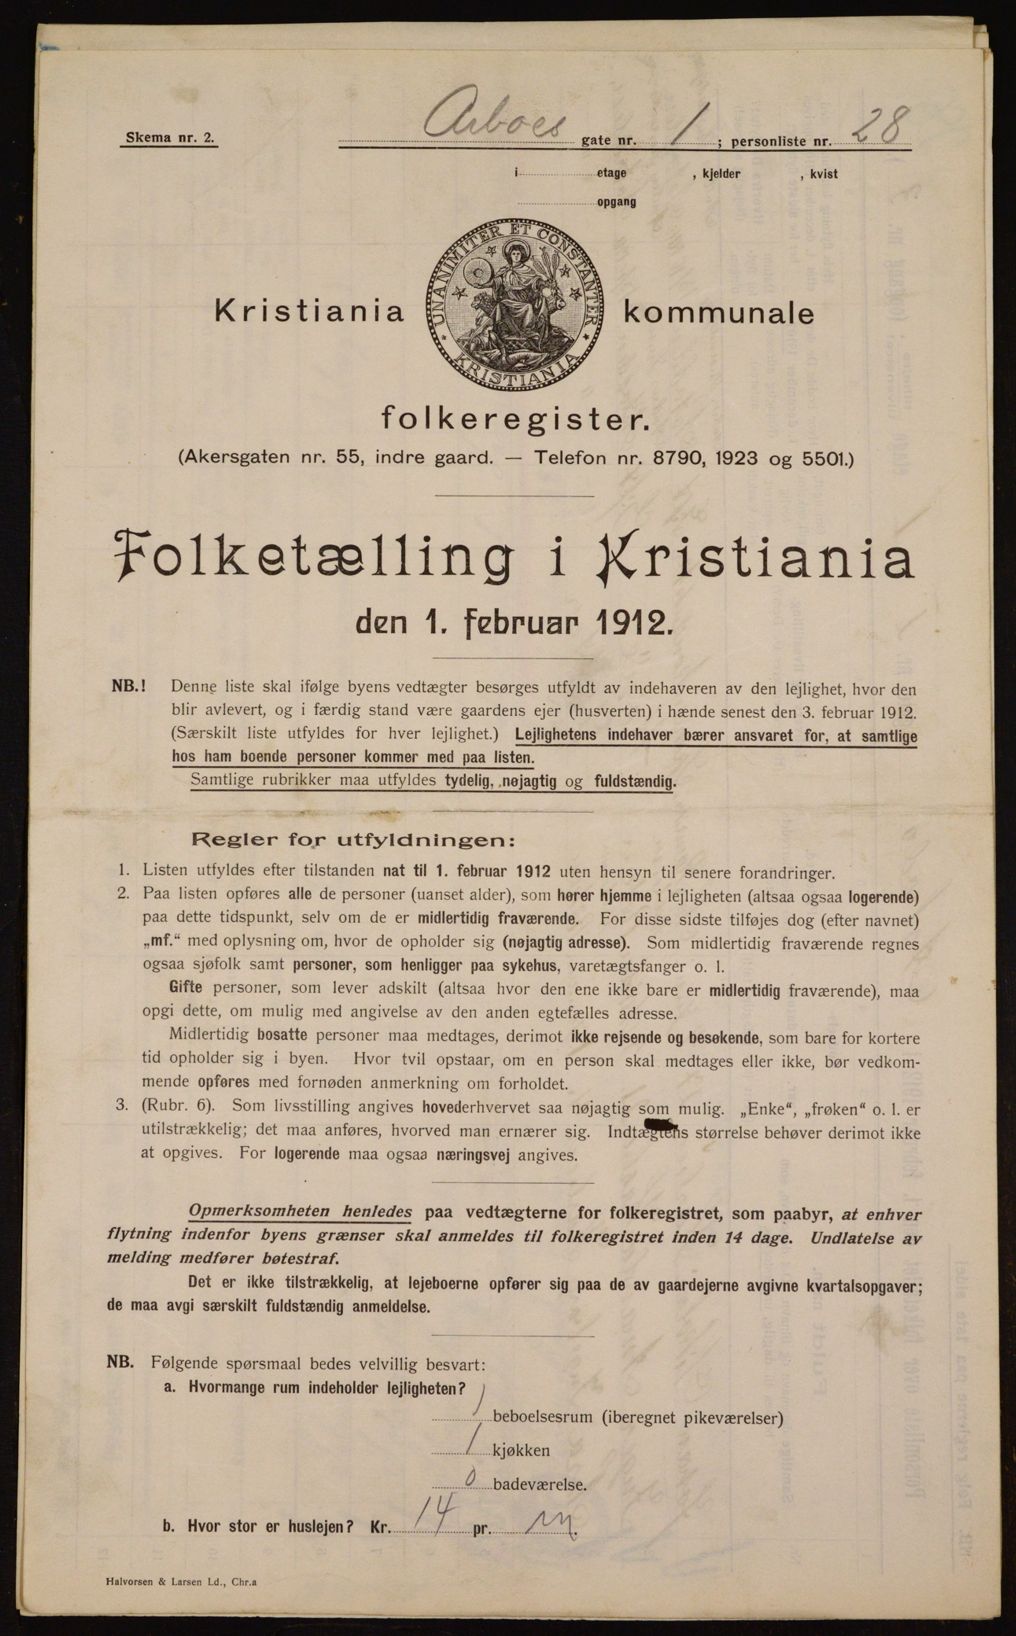 Skema nr. 2.
Arboes gate nr. 1; personliste nr. 28
i etage, kjelder, kvist
opgang
UNANIMITER ET CONSTANTER
KRISTIANIA
Kristiania kommunale
folkeregister.
(Akersgaten nr. 55, indre gaard. — Telefon nr. 8790, 1923 og 5501.)
Folketælling i Kristiania
den 1. februar 1912.
NB.! Denne liste skal ifølge byens vedtægter besørges utfyldt av indehaveren av den lejlighet, hvor den
blir avlevert, og i færdig stand være gaardens ejer (husverten) i hænde senest den 3. februar 1912.
(Særskilt liste utfyldes for hver lejlighet.) Lejlighetens indehaver bærer ansvaret for, at samtlige
hos ham boende personer kommer med paa listen.
Samtlige rubrikker maa utfyldes tydelig, nøjagtig og fuldstændig.
Regler for utfyldningen:
1. Listen utfyldes efter tilstanden nat til 1. februar 1912 uten hensyn til senere forandringer.
2. Paa listen opføres alle de personer (uanset alder), som hører hjemme i lejligheten (altsaa ogsaa logerende)
paa dette tidspunkt, selv om de er midlertidig fraværende. For disse sidste tilføjes dog (efter navnet)
„mf.“ med oplysning om, hvor de opholder sig (nøjagtig adresse). Som midlertidig fraværende regnes
ogsaa sjøfolk samt personer, som henligger paa sykehus, varetægtsfanger o. l.
Gifte personer, som lever adskilt (altsaa hvor den ene ikke bare er midlertidig fraværende), maa
opgi dette, om mulig med angivelse av den anden egtefælles adresse.
Midlertidig bosatte personer maa medtages, derimot ikke rejsende og besøkende, som bare for kortere
tid opholder sig i byen. Hvor tvil opstaar, om en person skal medtages eller ikke, bør vedkom-
mende opføres med fornøden anmerkning om forholdet.
3. (Rubr. 6). Som livsstilling angives hovederhvervet saa nøjagtig som mulig. „Enke“, „frøken“ o. l. er
utilstrækkelig; det maa anføres, hvorved man ernærer sig. Indtægtens størrelse behøver derimot ikke
at opgives. For logerende maa ogsaa næringsvej angives.
Opmerksomheten henledes paa vedtægterne for folkeregistret, som paabyr, at enhver
flytning indenfor byens grænser skal anmeldes til folkeregistret inden 14 dage. Undlatelse av
melding medfører bøtestraf.
Det er ikke tilstrækkelig, at lejeboerne opfører sig paa de av gaardejerne avgivne kvartalsopgaver;
de maa avgi særskilt fuldstændig anmeldelse.
NB. Følgende spørsmaal bedes velvillig besvart:
a. Hvormange rum indeholder lejligheten?
1 beboelsesrum (iberegnet pikeværelser)
1 kjøkken
0 badeværelse.
b. Hvor stor er huslejen? Kr. 14 pr. m.
Halvorsen & Larsen Ld., Chr.a